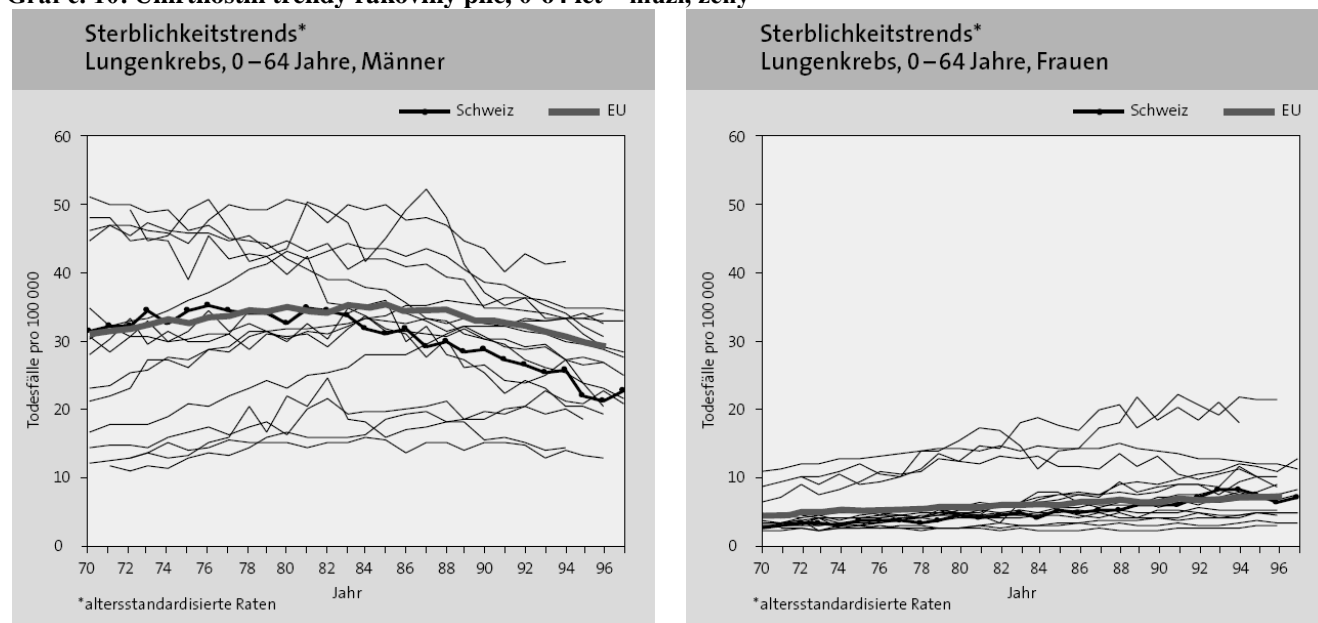 Graf č. 10: Úmrtnostní trendy rakoviny plic, 0-64 let – muži, ženy
Sterblichkeitstrends*
Lungenkrebs, 0–64 Jahre, Männer
Schweiz EU
Todesfälle pro 100 000
60
50
40
30
20
10
0
70 72 74 76 78 80 82 84 86 88 90 92 94 96
Jahr
*altersstandardisierte Raten
Sterblichkeitstrends*
Lungenkrebs, 0–64 Jahre, Frauen
Schweiz EU
Todesfälle pro 100 000
60
50
40
30
20
10
0
70 72 74 76 78 80 82 84 86 88 90 92 94 96
Jahr
*altersstandardisierte Raten